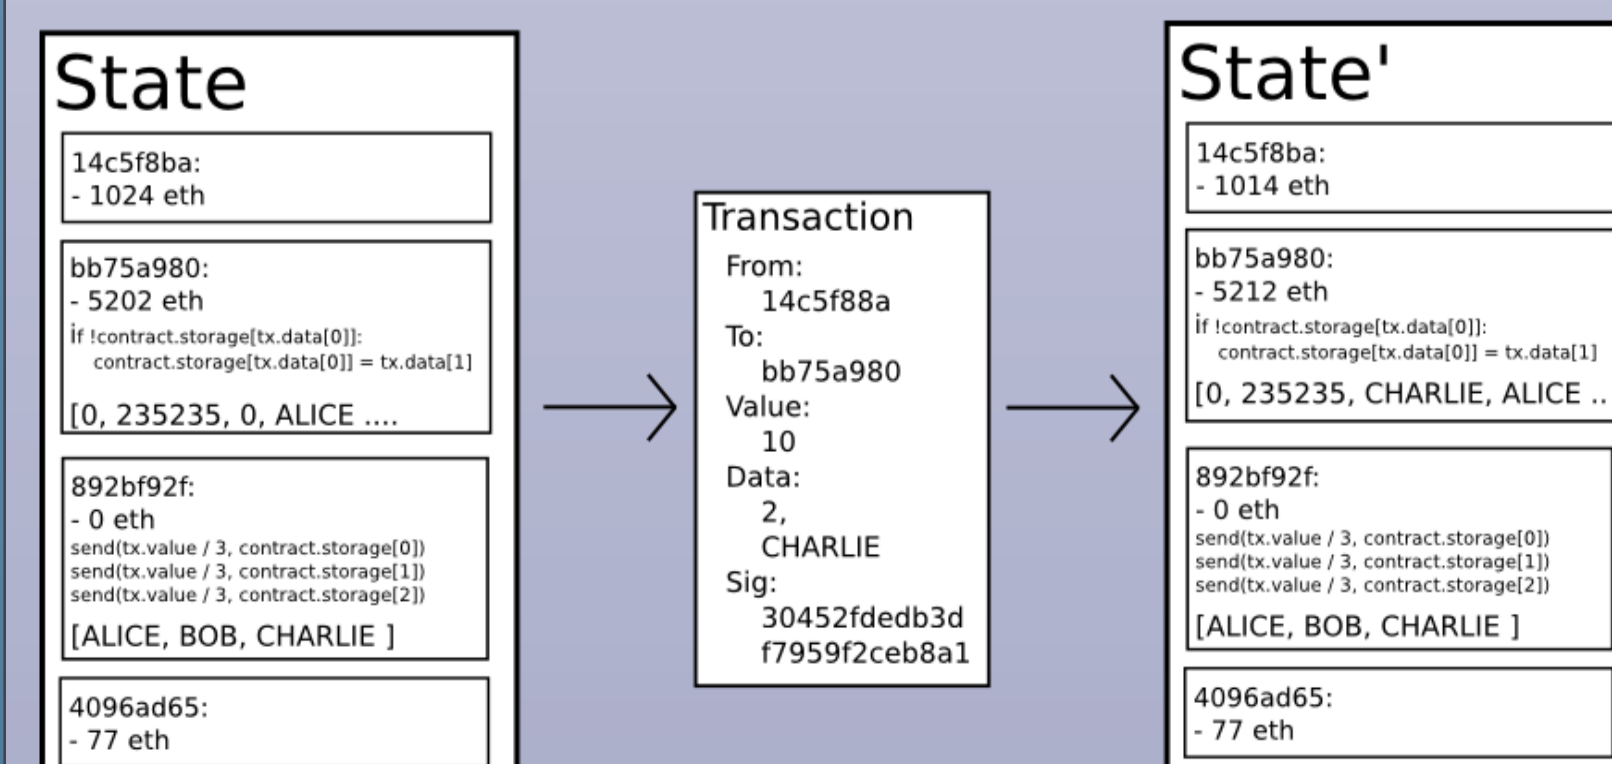 State
14c5f8ba:
- 1024 eth
bb75a980:
- 5202 eth
if !contract.storage[tx.data[0]]:
contract.storage[tx.data[0]] = tx.data[1]
[0, 235235, 0, ALICE ....
892bf92f:
- 0 eth
send(tx.value / 3, contract.storage[0])
send(tx.value / 3, contract.storage[1])
send(tx.value / 3, contract.storage[2])
[ALICE, BOB, CHARLIE ]
4096ad65:
- 77 eth
Transaction
From:
14c5f88a
To:
bb75a980
Value:
10
Data:
2,
CHARLIE
Sig:
30452fdedb3d
f7959f2ceb8a1
State'
14c5f8ba:
- 1014 eth
bb75a980:
- 5212 eth
if !contract.storage[tx.data[0]]:
contract.storage[tx.data[0]] = tx.data[1]
[0, 235235, CHARLIE, ALICE ..
892bf92f:
- 0 eth
send(tx.value / 3, contract.storage[0])
send(tx.value / 3, contract.storage[1])
send(tx.value / 3, contract.storage[2])
[ALICE, BOB, CHARLIE ]
4096ad65:
- 77 eth